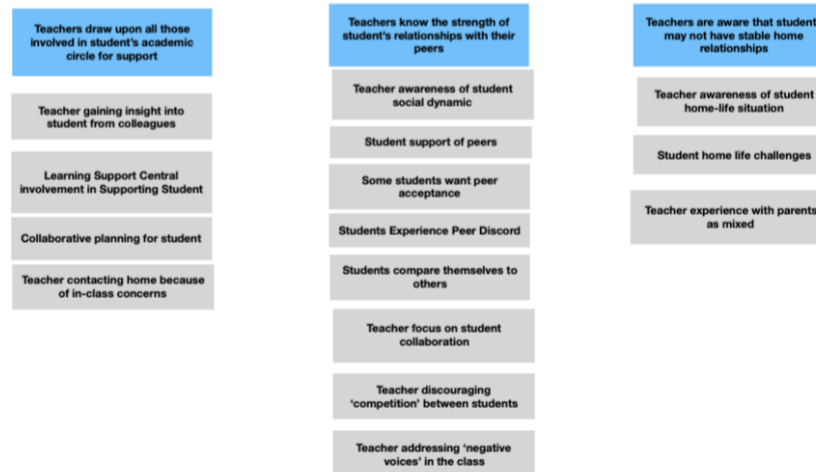 Teachers draw upon all those
involved in student's academic
circle for support
Teacher gaining insight into
student from colleagues
Learning Support Central
involvement in Supporting Student
Collaborative planning for student
Teacher contacting home because
of in-class concerns
Teachers know the strength of
student's relationships with their
peers
Teacher awareness of student
social dynamic
Student support of peers
Some students want peer
acceptance
Students Experience Peer Discord
Students compare themselves to
others
Teacher focus on student
collaboration
Teacher discouraging
'competition' between students
Teacher addressing 'negative
voices' in the class
Teachers are aware that student
may not have stable home
relationships
Teacher awareness of student
home-life situation
Student home life challenges
Teacher experience with parents
as mixed